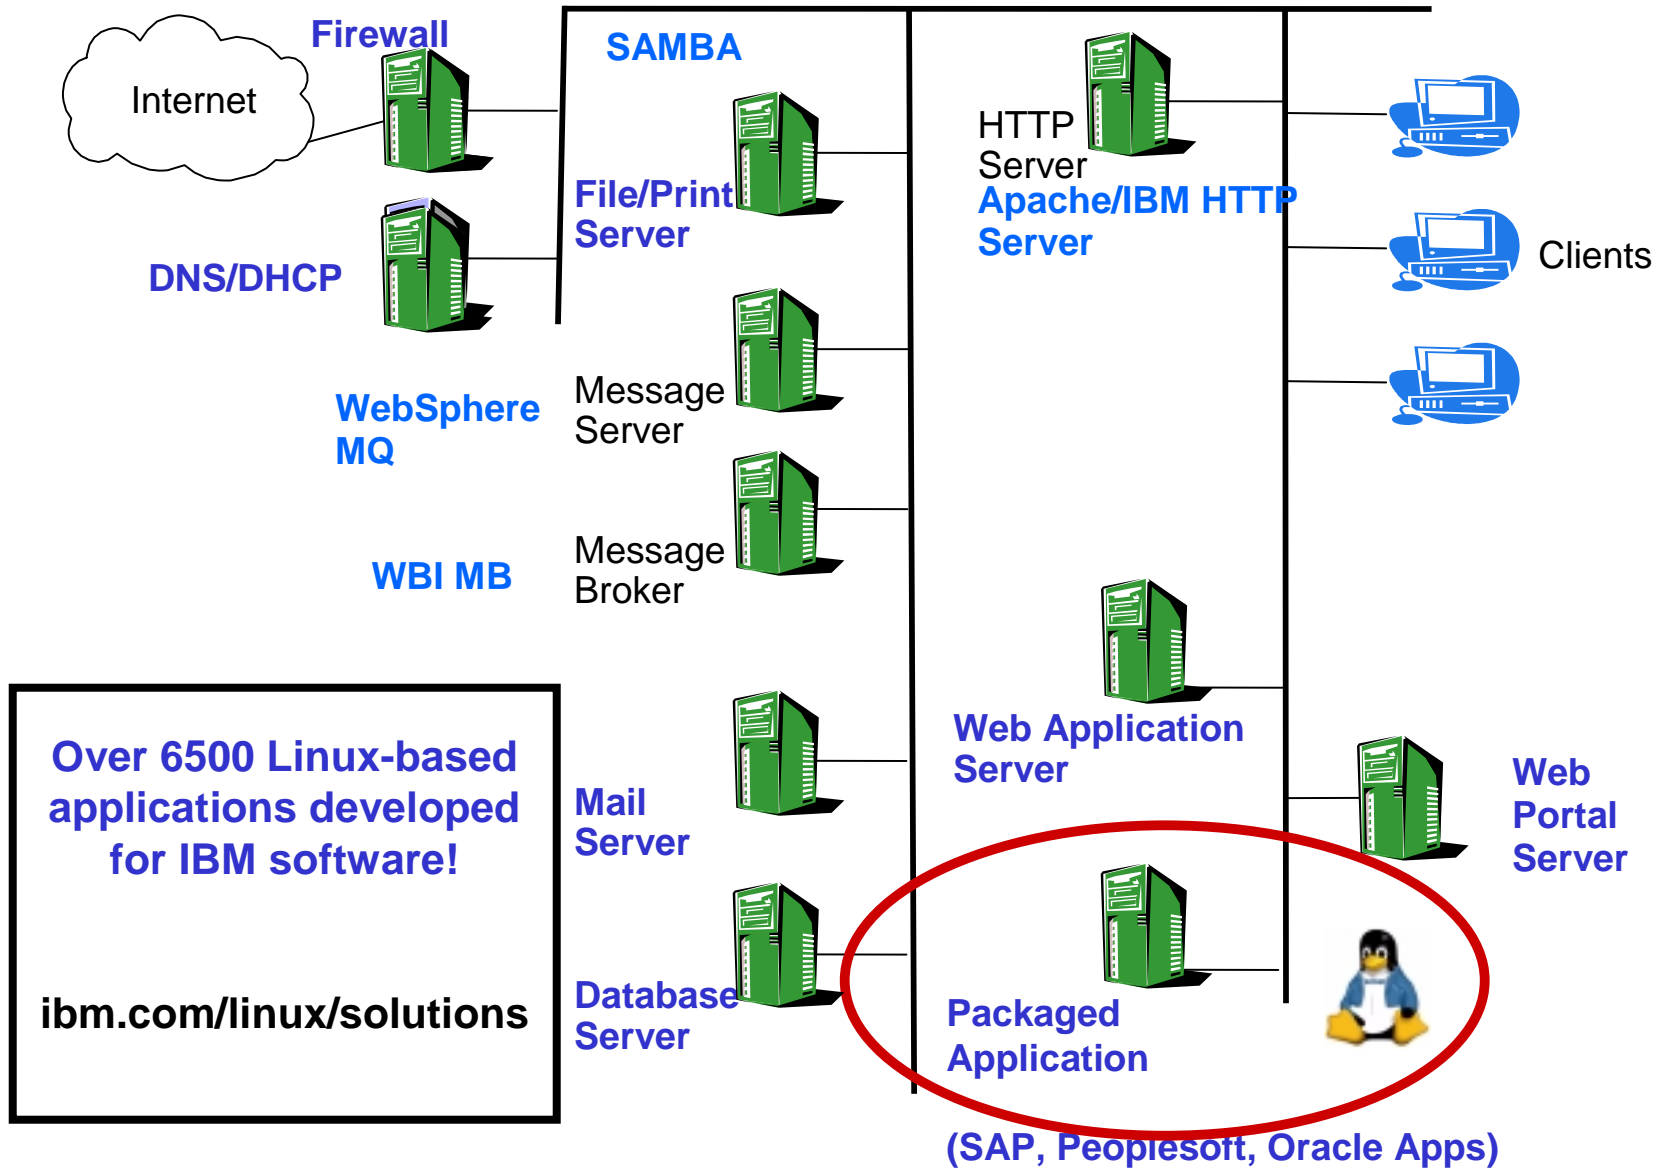 Firewall
Internet
DNS/DHCP
SAMBA
File/Print
Server
WebSphere
MQ
Message
Server
WBI MB
Message
Broker
Mail
Server
Database
Server
HTTP
Server
Apache/IBM HTTP
Server
Clients
Web Application
Server
Web
Portal
Server
Packaged
Application
(SAP, Peoplesoft, Oracle Apps)
Over 6500 Linux-based
applications developed
for IBM software!
ibm.com/linux/solutions